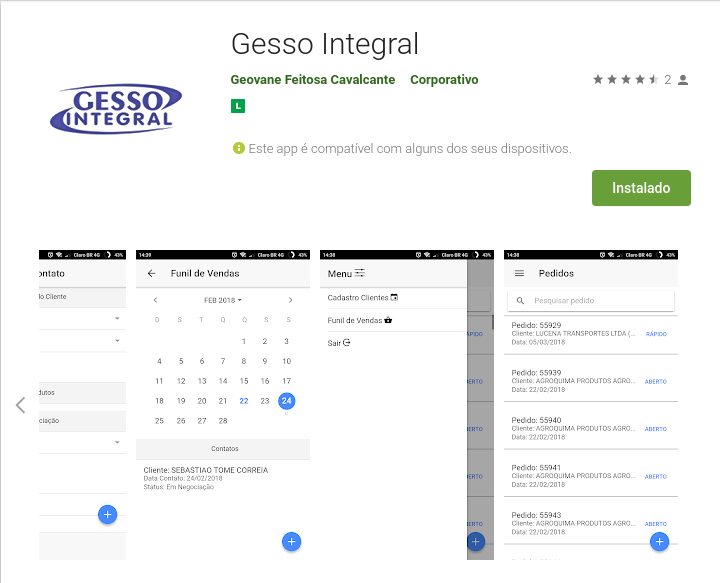 Gesso Integral
Geovane Feitosa Cavalcante Corporativo
2
L
GESSO
INTEGRAL
Este app é compatível com alguns dos seus dispositivos.
Instalado
Claro BR 4G 43%
ontato
do Cliente
dutos
ciação
+
14:39 Claro BR 4G 43%
Funil de Vendas
FEB 2018
D S T Q Q S S
1 2 3
4 5 6 7 8 9 10
11 12 13 14 15 16 17
18 19 20 21 22 23 24
25 26 27 28
Contatos
Cliente: SEBASTIAO TOME CORREIA
Data Contato: 24/02/2018
Status: Em Negociação
+
14:38 Claro BR 4G 43%
Menu
Cadastro Clientes
Funil de Vendas
Sair
RÁPIDO
ABERTO
ABERTO
ABERTO
ABERTO
+
14:38 Claro BR 4G 43%
Pedidos
Pesquisar pedido
Pedido: 55929
Cliente: LUCENA TRANSPORTES LTDA (... RÁPIDO
Data: 05/03/2018
Pedido: 55939
Cliente: AGROQUIMA PRODUTOS AGRO... ABERTO
Data: 22/02/2018
Pedido: 55940
Cliente: AGROQUIMA PRODUTOS AGRO... ABERTO
Data: 22/02/2018
Pedido: 55941
Cliente: AGROQUIMA PRODUTOS AGRO... ABERTO
Data: 22/02/2018
Pedido: 55943
Cliente: AGROQUIMA PRODUTOS AGRO... ABERTO
Data: 22/02/2018
+